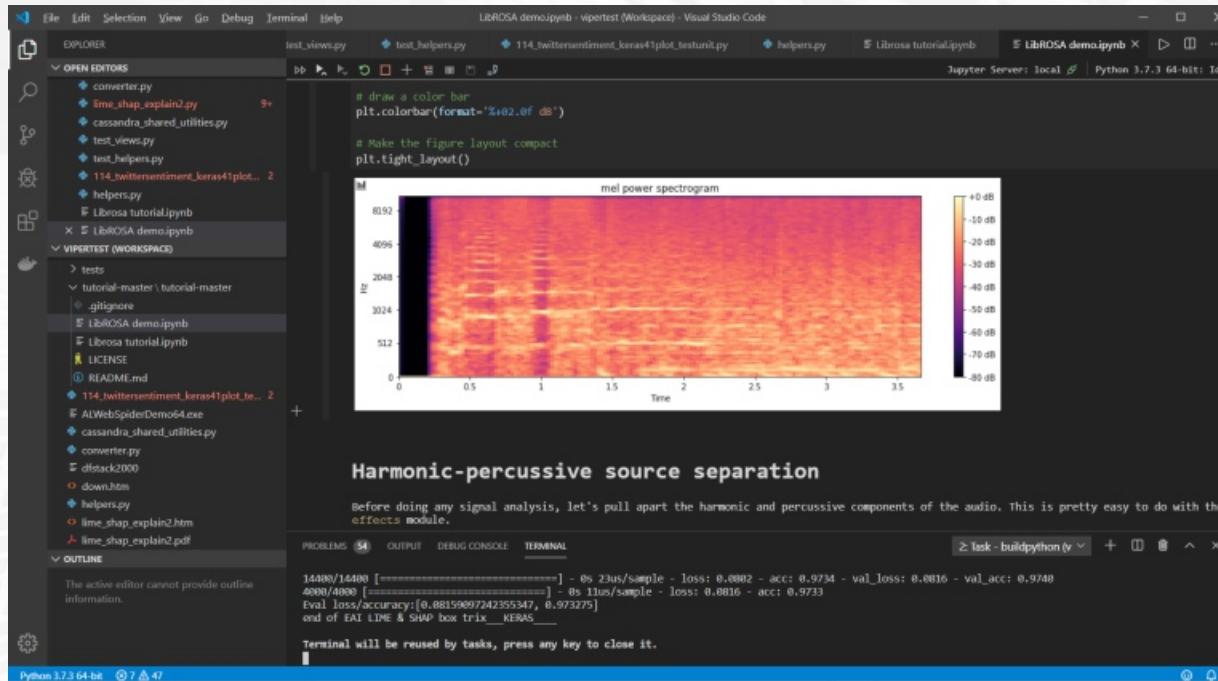 File Edit Selection View Go Debug Terminal Help
LibROSA demo.ipynb - vipertest (Workspace) - Visual Studio Code
EXPLORER
OPEN EDITORS
converter.py
lime_shap_explain2.py 9+
cassandra_shared_utilities.py
test_views.py
test_helpers.py
114_twittersentiment_keras41plot... 2
helpers.py
Librosa tutorial.ipynb
LibROSA demo.ipynb
VIPERTEST (WORKSPACE)
tests
tutorial-master \ tutorial-master
.gitignore
LibROSA demo.ipynb
Librosa tutorial.ipynb
LICENSE
README.md
114_twittersentiment_keras41plot_te... 2
ALWebSpiderDemo64.exe
cassandra_shared_utilities.py
converter.py
dfstack2000
down.htm
helpers.py
lime_shap_explain2.htm
lime_shap_explain2.pdf
OUTLINE
The active editor cannot provide outline
information.
test_views.py test_helpers.py 114_twittersentiment_keras41plot_testunit.py helpers.py Librosa tutorial.ipynb LibROSA demo.ipynb
Jupyter Server: local Python 3.7.3 64-bit:
# draw a color bar
plt.colorbar(format='%+02.0f dB')
# Make the figure layout compact
plt.tight_layout()
mel power spectrogram
8192
4096
2048
1024
512
0
Hz
0 0.5 1 1.5 2 2.5 3 3.5
Time
+0 dB
-10 dB
-20 dB
-30 dB
-40 dB
-50 dB
-60 dB
-70 dB
-80 dB
Harmonic-percussive source separation
Before doing any signal analysis, let's pull apart the harmonic and percussive components of the audio. This is pretty easy to do with the
effects module.
PROBLEMS 54 OUTPUT DEBUG CONSOLE TERMINAL
2: Task - buildpython (v
14400/14400 [==============================] - 0s 23us/sample - loss: 0.0802 - acc: 0.9734 - val_loss: 0.0816 - val_acc: 0.9740
4000/4000 [==============================] - 0s 11us/sample - loss: 0.0816 - acc: 0.9733
Eval loss/accuracy:[0.08159097242355347, 0.973275]
end of EAI LIME & SHAP box trix___KERAS____
Terminal will be reused by tasks, press any key to close it.
Python 3.7.3 64-bit 7 47